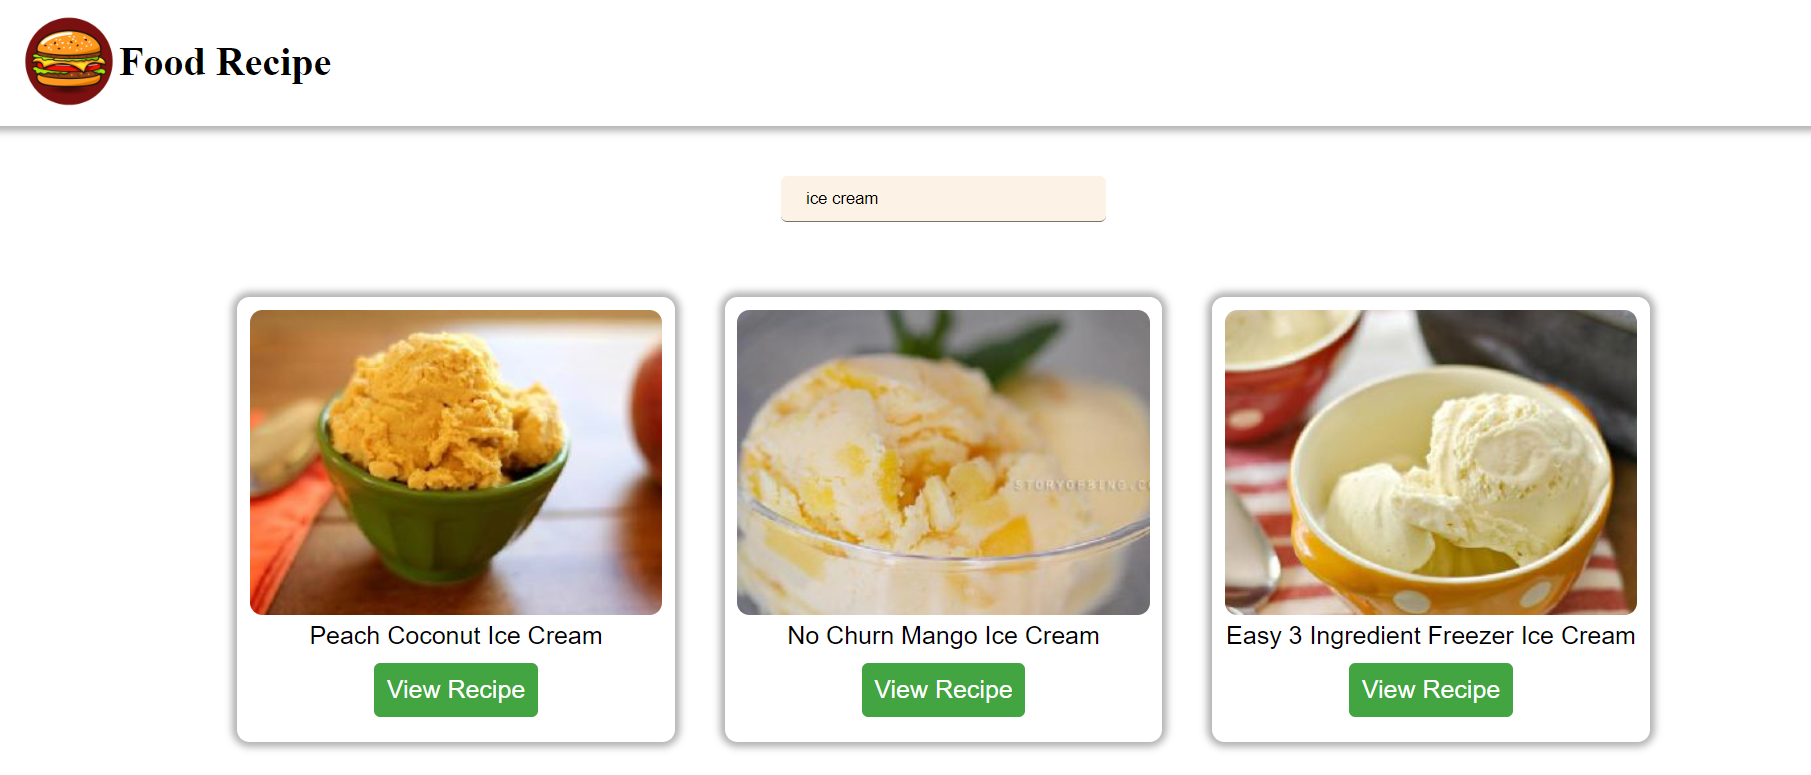 Food Recipe
ice cream
STORYOFBING.C
Peach Coconut Ice Cream
No Churn Mango Ice Cream
Easy 3 Ingredient Freezer Ice Cream
View Recipe
View Recipe
View Recipe